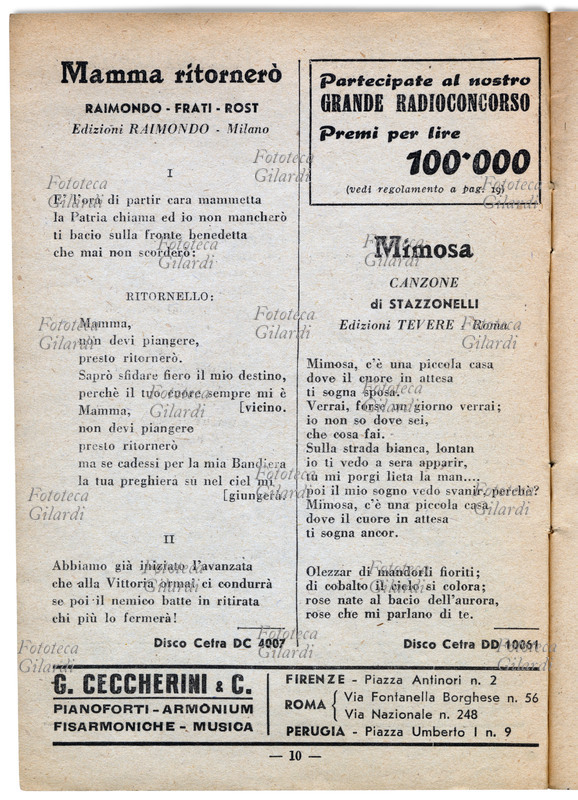 Mamma ritornerò
RAIMONDO - FRATI - ROST
Edizioni RAIMONDO - Milano
I
E' l'ora di partir cara mammetta
la Patria chiama ed io non mancherò
ti bacio sulla fronte benedetta
che mai non scorderò:
RITORNELLO:
Mamma,
non devi piangere,
presto ritornerò.
Saprò sfidare fiero il mio destino,
perchè il tuo cuore sempre mi è
Mamma, [vicino.
non devi piangere
presto ritornerò
ma se cadessi per la mia Bandiera
la tua preghiera su nel ciel mi
[giungerà.
II
Abbiamo già iniziato l'avanzata
che alla Vittoria ormai ci condurrà
se poi il nemico batte in ritirata
chi più lo fermerà!
Disco Cetra DC 4007
Partecipate al nostro
GRANDE RADIOCONCORSO
Premi per lire
100.000
(vedi regolamento a pag. 19)
Mimosa
CANZONE
di STAZZONELLI
Edizioni TEVERE - Roma
Mimosa, c'è una piccola casa
dove il cuore in attesa
ti sogna sposa.
Verrai, forse un giorno verrai;
io non so dove sei,
che cosa fai.
Sulla strada bianca, lontan
io ti vedo a sera apparir,
tu mi porgi lieta la man....
poi il mio sogno vedo svanir, perchè?
Mimosa, c'è una piccola casa
dove il cuore in attesa
ti sogna ancor.
Olezzar di mandorli fioriti;
di cobalto il cielo si colora;
rose nate al bacio dell'aurora,
rose che mi parlano di te.
Disco Cetra DD 10061
G. CECCHERINI & C.
PIANOFORTI - ARMONIUM
FISARMONICHE - MUSICA
FIRENZE - Piazza Antinori n. 2
ROMA { Via Fontanella Borghese n. 56
Via Nazionale n. 248
PERUGIA - Piazza Umberto I n. 9
— 10 —
Fototeca
Gilardi